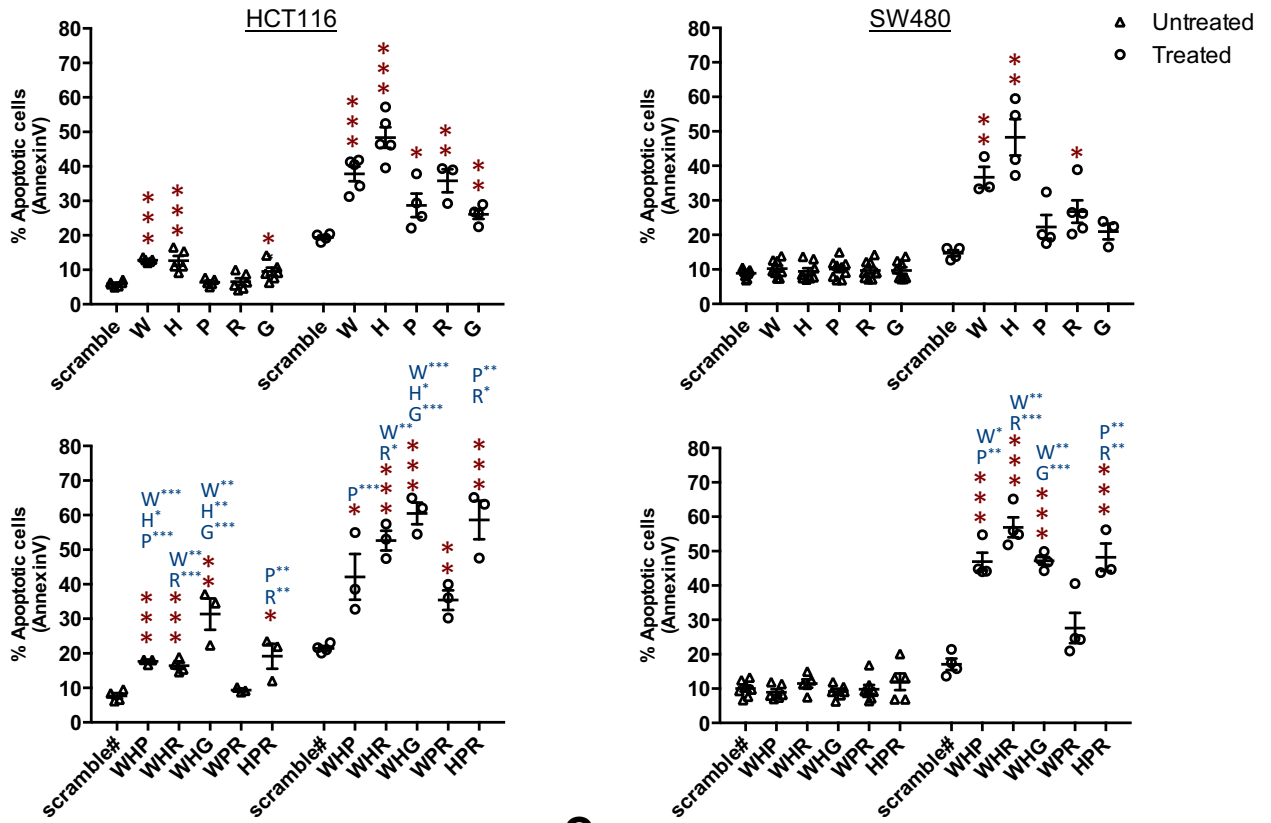 HCT116
80
70
60
50
40
30
20
10
0
% Apoptotic cells
(AnnexinV)
***
***
*
***
***
*
**
**
scramble W H P R G scramble W H P R G
SW480
△ Untreated
○ Treated
80
70
60
50
40
30
20
10
0
% Apoptotic cells
(AnnexinV)
**
**
*
scramble W H P R G scramble W H P R G
80
70
60
50
40
30
20
10
0
% Apoptotic cells
(AnnexinV)
W***
H*
P***
***
W**
R***
***
W**
H**
G***
**
P**
R**
*
P***
*
W**
R*
***
W***
H*
G***
***
**
P**
R*
***
scramble# WHP WHR WHG WPR HPR scramble# WHP WHR WHG WPR HPR
80
70
60
50
40
30
20
10
0
% Apoptotic cells
(AnnexinV)
W*
P**
***
W**
R***
***
W**
G***
***
P**
R**
***
scramble# WHP WHR WHG WPR HPR scramble# WHP WHR WHG WPR HPR